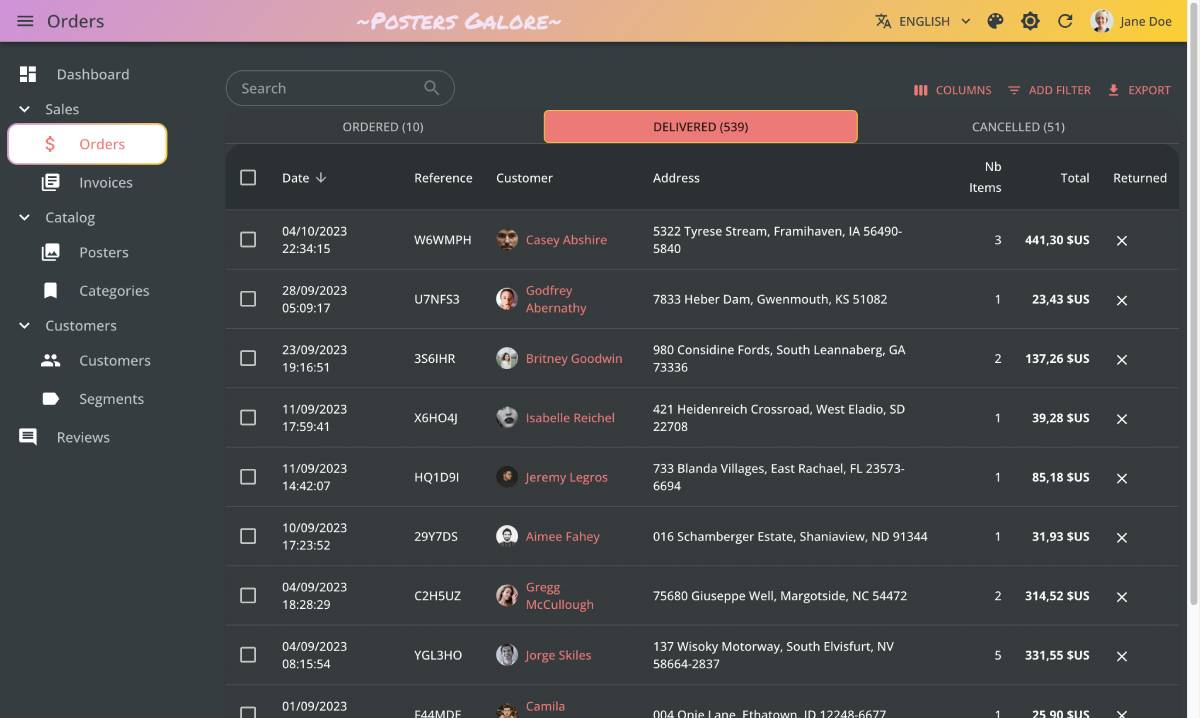 Orders
~Posters Galore~
ENGLISH
Jane Doe
Dashboard
Sales
Orders
Invoices
Catalog
Posters
Categories
Customers
Customers
Segments
Reviews
Search
COLUMNS
ADD FILTER
EXPORT
ORDERED (10)
DELIVERED (539)
CANCELLED (51)
Date
Reference
Customer
Address
Nb
Items
Total
Returned
04/10/2023
22:34:15
W6WMPH
Casey Abshire
5322 Tyrese Stream, Framihaven, IA 56490-
5840
3
441,30 $US
28/09/2023
05:09:17
U7NFS3
Godfrey
Abernathy
7833 Heber Dam, Gwenmouth, KS 51082
1
23,43 $US
23/09/2023
19:16:51
3S6IHR
Britney Goodwin
980 Considine Fords, South Leannaberg, GA
73336
2
137,26 $US
11/09/2023
17:59:41
X6HO4J
Isabelle Reichel
421 Heidenreich Crossroad, West Eladio, SD
22708
1
39,28 $US
11/09/2023
14:42:07
HQ1D9I
Jeremy Legros
733 Blanda Villages, East Rachael, FL 23573-
6694
1
85,18 $US
10/09/2023
17:23:52
29Y7DS
Aimee Fahey
016 Schamberger Estate, Shaniaview, ND 91344
1
31,93 $US
04/09/2023
18:28:29
C2H5UZ
Gregg
McCullough
75680 Giuseppe Well, Margotside, NC 54472
2
314,52 $US
04/09/2023
08:15:54
YGL3HO
Jorge Skiles
137 Wisoky Motorway, South Elvisfurt, NV
58664-2837
5
331,55 $US
01/09/2023
F44MDE
Camila
004 Opie Lane, Ethatown, ID 12248-6677
1
25,90 $US